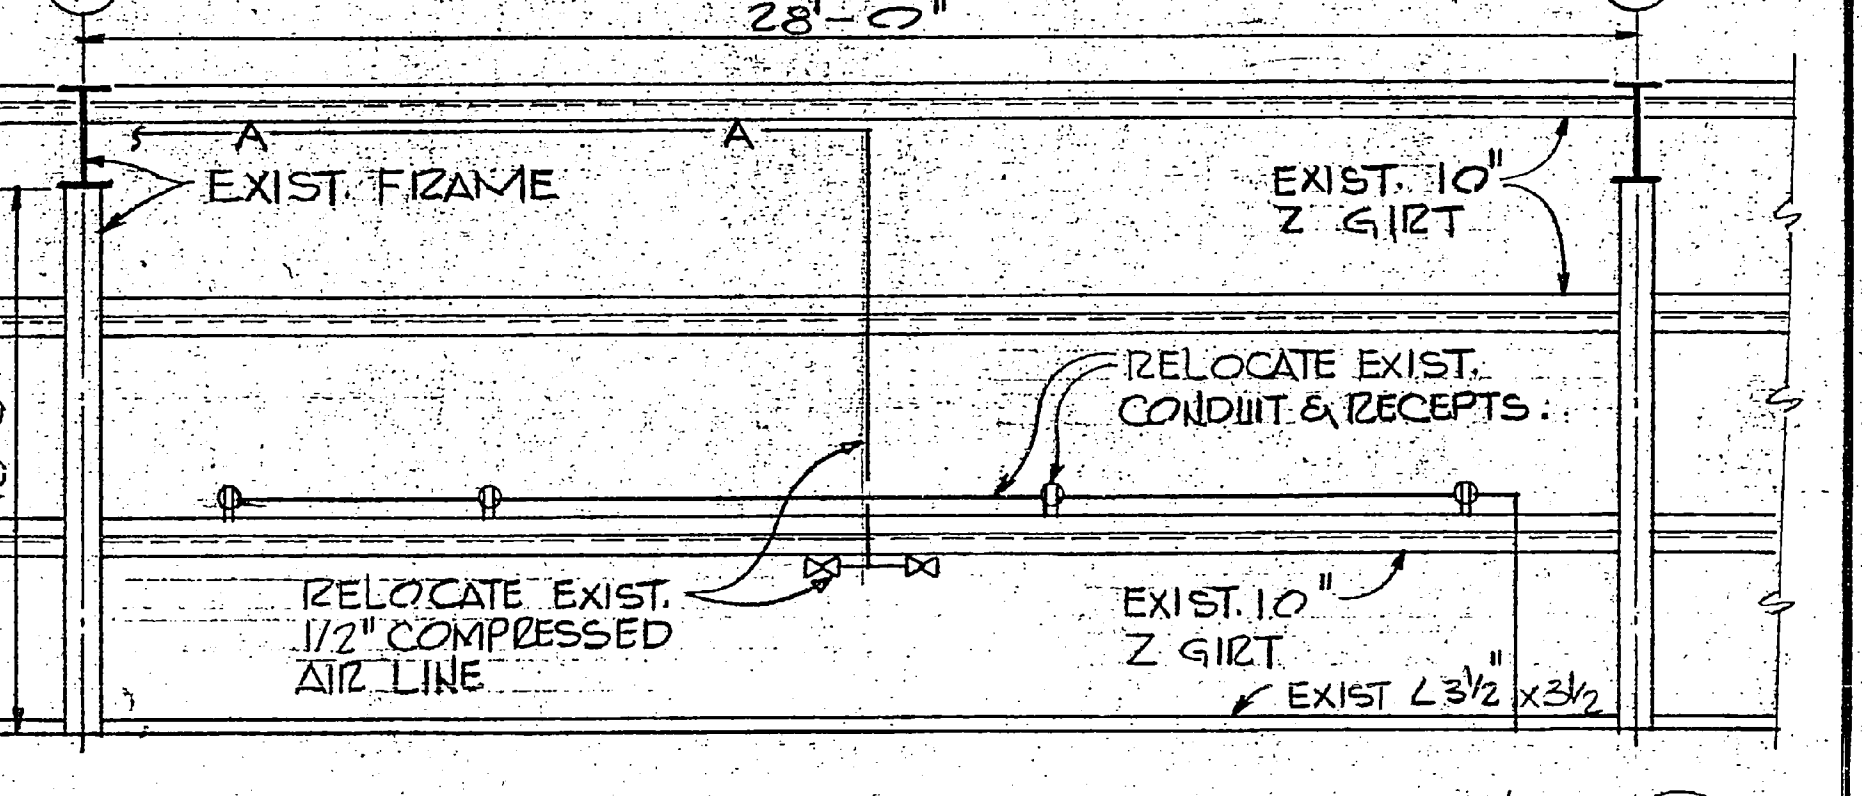 28'-0"
A A
EXIST. FRAME
EXIST. 10"
Z GIRT
RELOCATE EXIST.
CONDUIT & RECEPTS.
RELOCATE EXIST.
1/2" COMPRESSED
AIR LINE
EXIST. 10"
Z GIRT
EXIST L 3½" x 3½